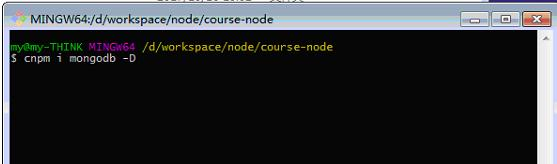 MINGW64:/d/workspace/node/course-node
my@my-THINK MINGW64 /d/workspace/node/course-node
$ cnpm i mongodb -D